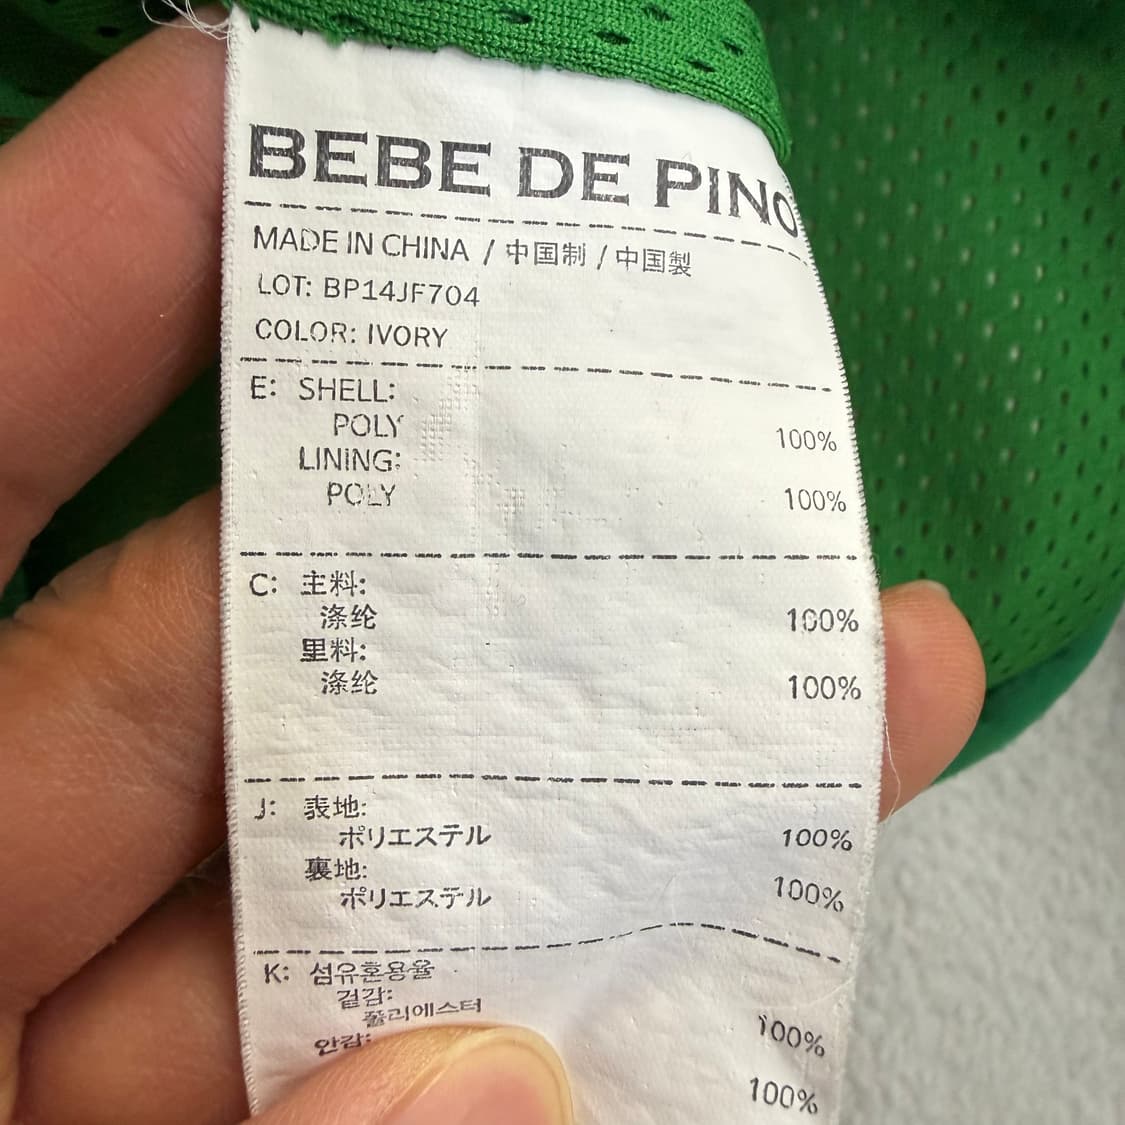 BEBE DE PINO
MADE IN CHINA / 中国制 / 中国製
LOT: BP14JF704
COLOR: IVORY
E: SHELL:
POLY 100%
LINING:
POLY 100%
C: 主料:
涤纶 100%
里料:
涤纶 100%
J: 表地:
ポリエステル 100%
裏地:
ポリエステル 100%
K: 섬유혼용율
겉감:
폴리에스터 100%
안감:
100%